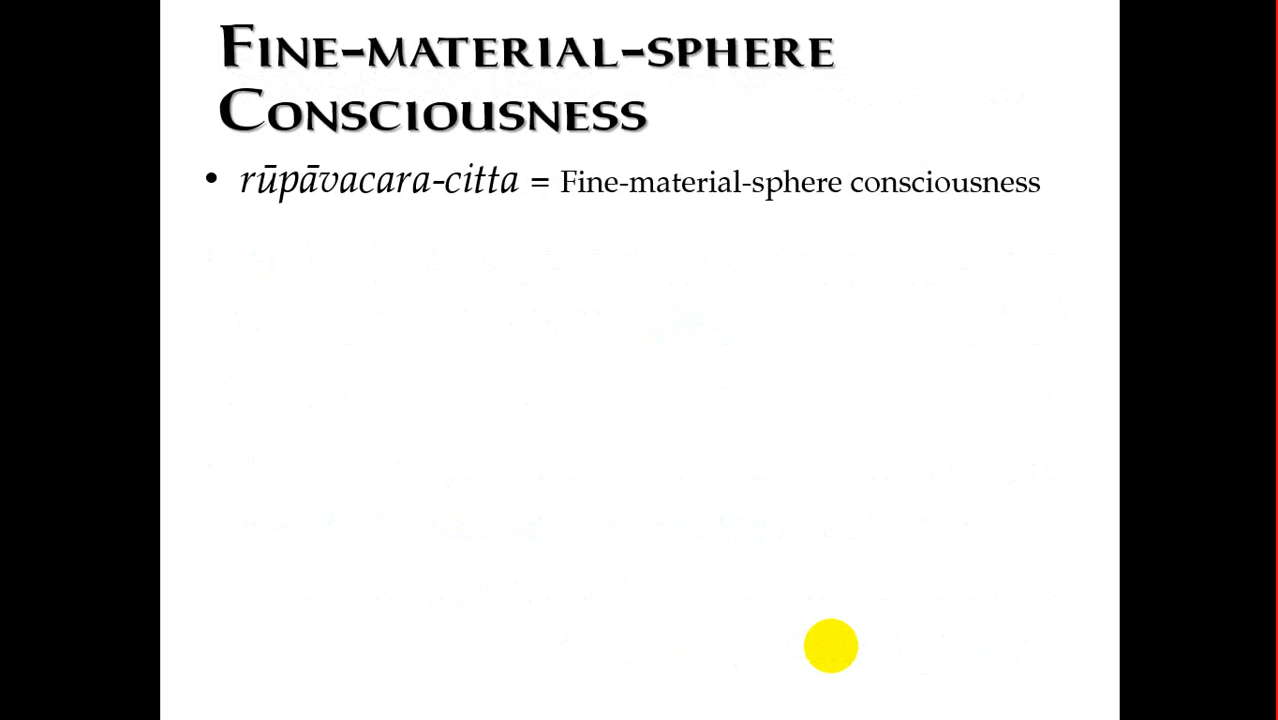 Fine-material-sphere
Consciousness
• rūpāvacara-citta = Fine-material-sphere consciousness